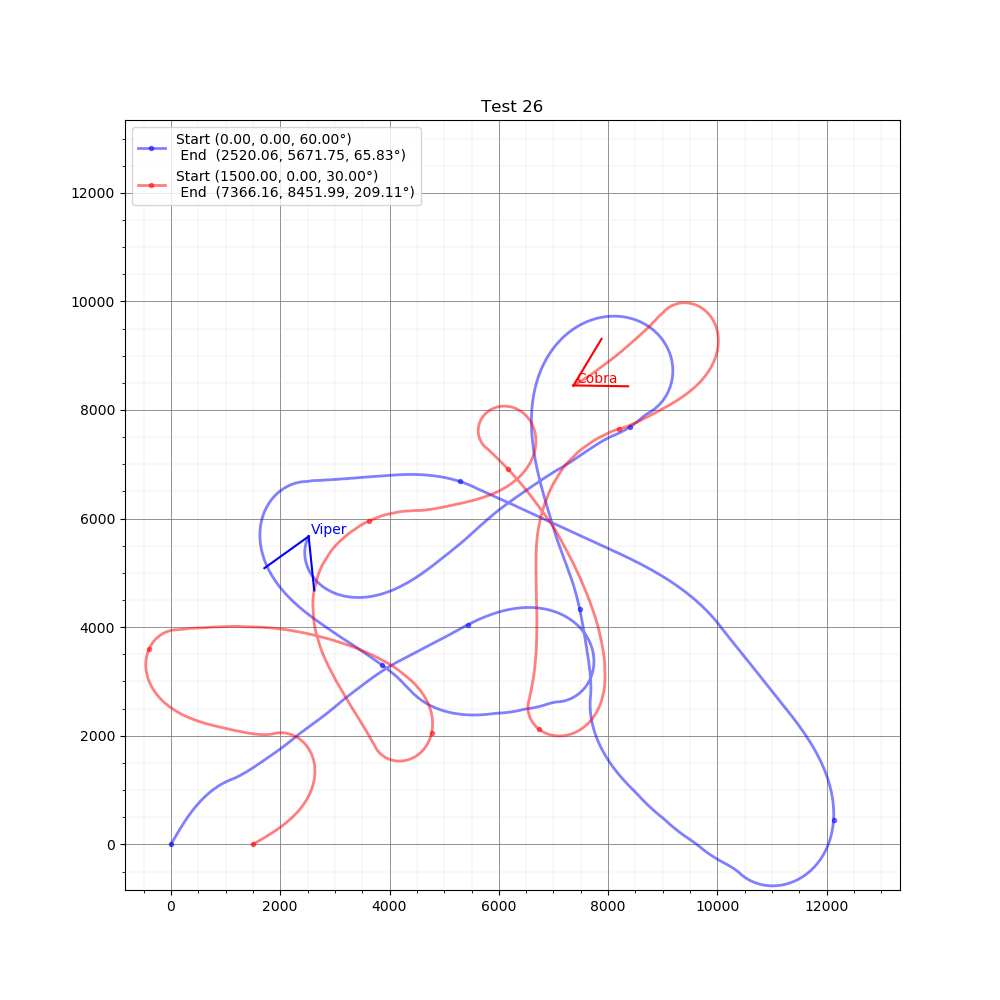 Test 26
Start (0.00, 0.00, 60.00°)
End (2520.06, 5671.75, 65.83°)
Start (1500.00, 0.00, 30.00°)
End (7366.16, 8451.99, 209.11°)
12000
10000
Cobra
8000
6000
Viper
4000
2000
0
0 2000 4000 6000 8000 10000 12000